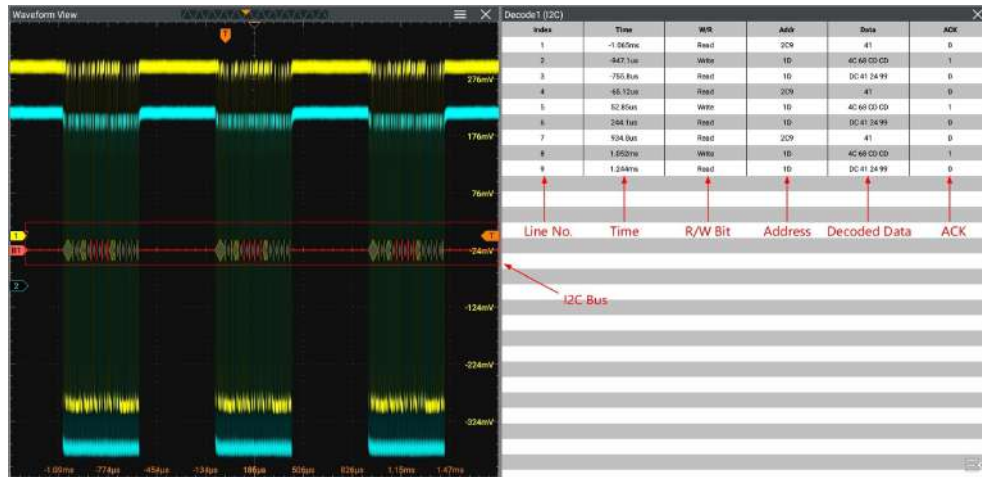 Waveform View
T
276mV
176mV
76mV
1
T
B1
-24mV
2
-124mV
-224mV
-324mV
-1.09ms -774μs -454μs -134μs 186μs 506μs 826μs 1.15ms 1.47ms
Decode1 (I2C)
Index Time W/R Addr Data ACK
1 -1.065ms Read 2C9 41 0
2 -947.1us Write 1D 4C 68 CD CD 1
3 -755.8us Read 1D DC 41 24 99 0
4 -65.12us Read 2C9 41 0
5 52.85us Write 1D 4C 68 CD CD 1
6 244.1us Read 1D DC 41 24 99 0
7 934.8us Read 2C9 41 0
8 1.052ms Write 1D 4C 68 CD CD 1
9 1.244ms Read 1D DC 41 24 99 0
Line No. Time R/W Bit Address Decoded Data ACK
I2C Bus